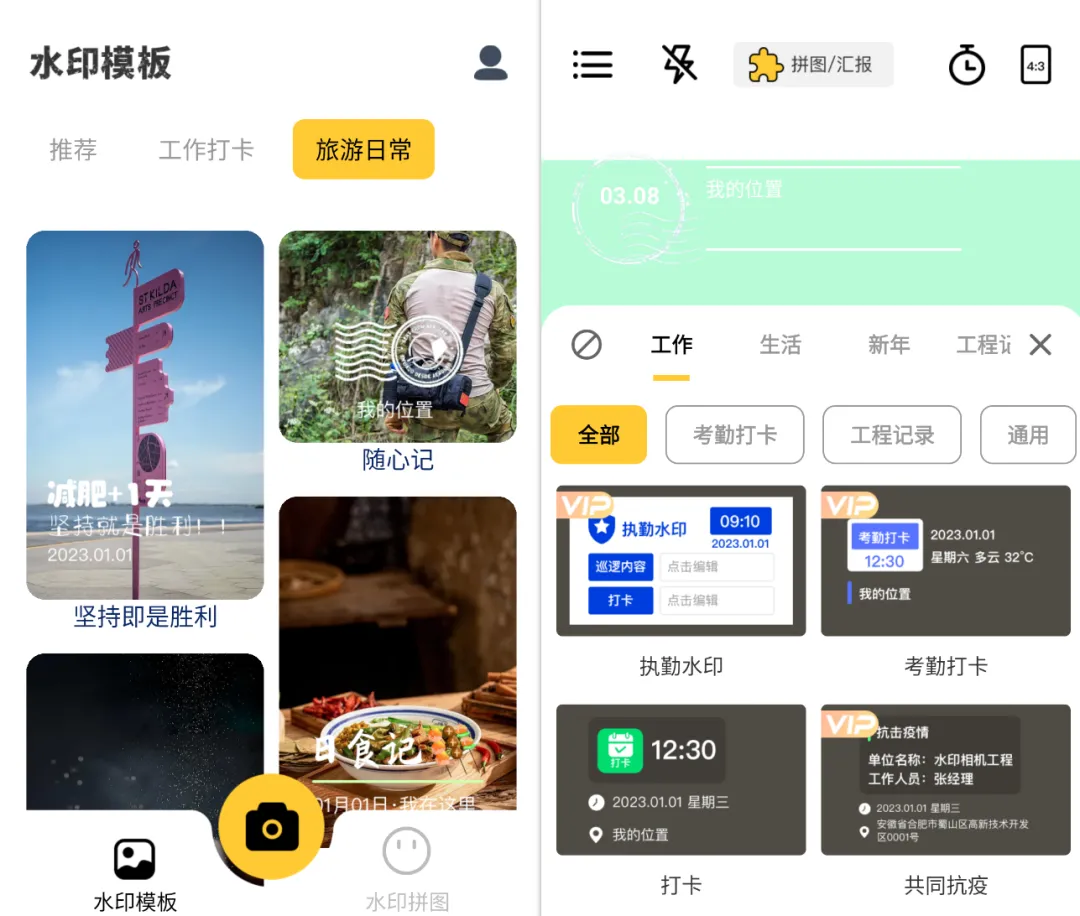 水印模板
推荐
工作打卡
旅游日常
ST KILDA
ARTS PRECINCT
减肥+1天
坚持就是胜利！！
2023.01.01
坚持即是胜利
我的位置
随心记
日食记
01月01日·我在这里
水印模板
水印拼图
拼图/汇报
4:3
03.08
我的位置
工作
生活
新年
工程记
全部
考勤打卡
工程记录
通用
VIP
执勤水印
09:10
2023.01.01
巡逻内容
点击编辑
打卡
点击编辑
执勤水印
VIP
考勤打卡
12:30
2023.01.01
星期六 多云 32°C
我的位置
考勤打卡
打卡
12:30
2023.01.01 星期三
我的位置
打卡
VIP
抗击疫情
单位名称：水印相机工程
工作人员：张经理
2023.01.01 星期三
安徽省合肥市蜀山区高新技术开发
区0001号
共同抗疫